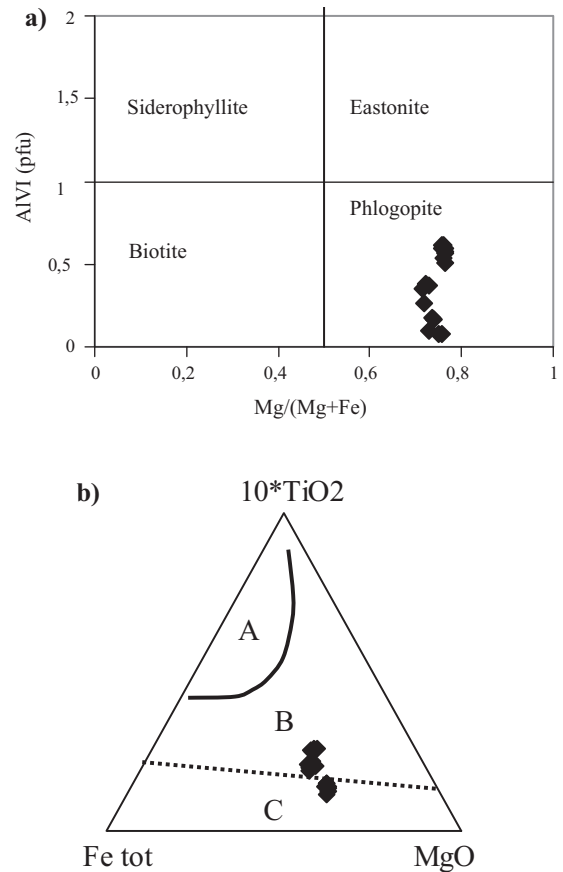 a)
2
1,5
1
0,5
0
AlVI (pfu)
Siderophyllite
Eastonite
Biotite
Phlogopite
0
0,2
0,4
0,6
0,8
1
Mg/(Mg+Fe)
b)
10*TiO2
A
B
C
Fe tot
MgO